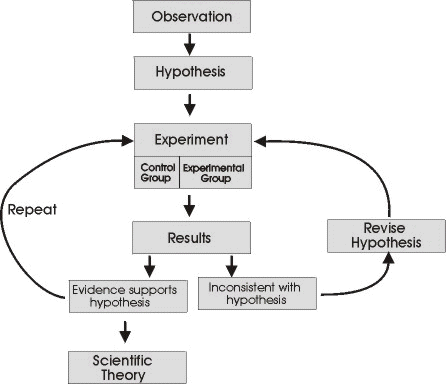 Observation
Hypothesis
Experiment
Control
Group
Experimental
Group
Repeat
Results
Revise
Hypothesis
Evidence supports
hypothesis
Inconsistent with
hypothesis
Scientific
Theory